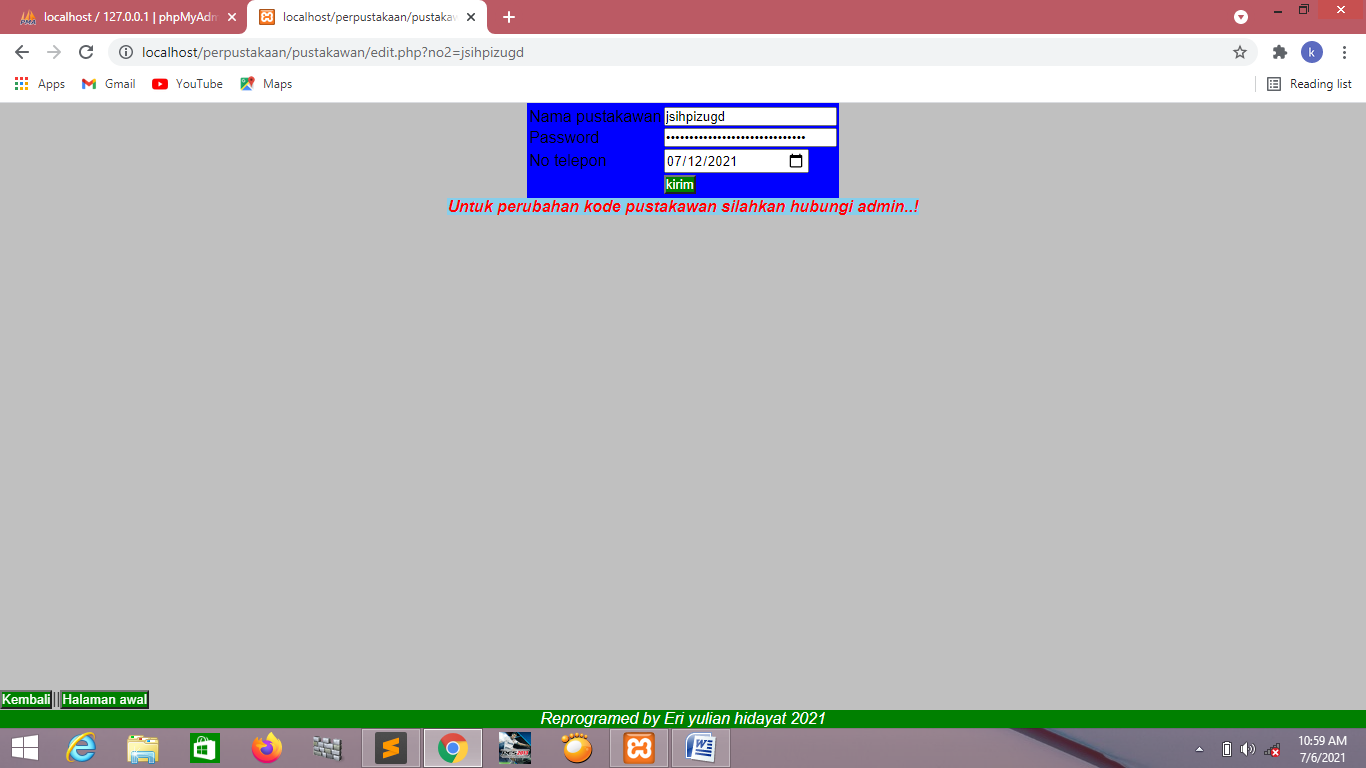 localhost / 127.0.0.1 | phpMyAdm
localhost/perpustakaan/pustakaw
localhost/perpustakaan/pustakawan/edit.php?no2=jsihpizugd
k
Apps
Gmail
YouTube
Maps
Reading list
Nama pustakawan jsihpizugd
Password ••••••••••••••••••••••••••••••
No telepon 07/12/2021
kirim
Untuk perubahan kode pustakawan silahkan hubungi admin..!
Kembali || Halaman awal
Reprogramed by Eri yulian hidayat 2021
10:59 AM
7/6/2021